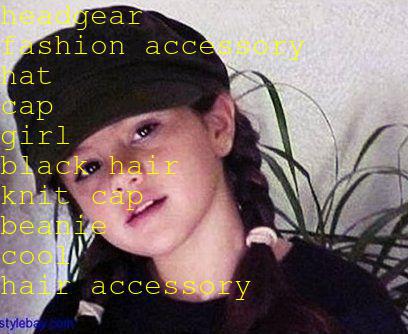 headgear
fashion accessory
hat
cap
girl
black hair
knit cap
beanie
cool
hair accessory
stylebay.com